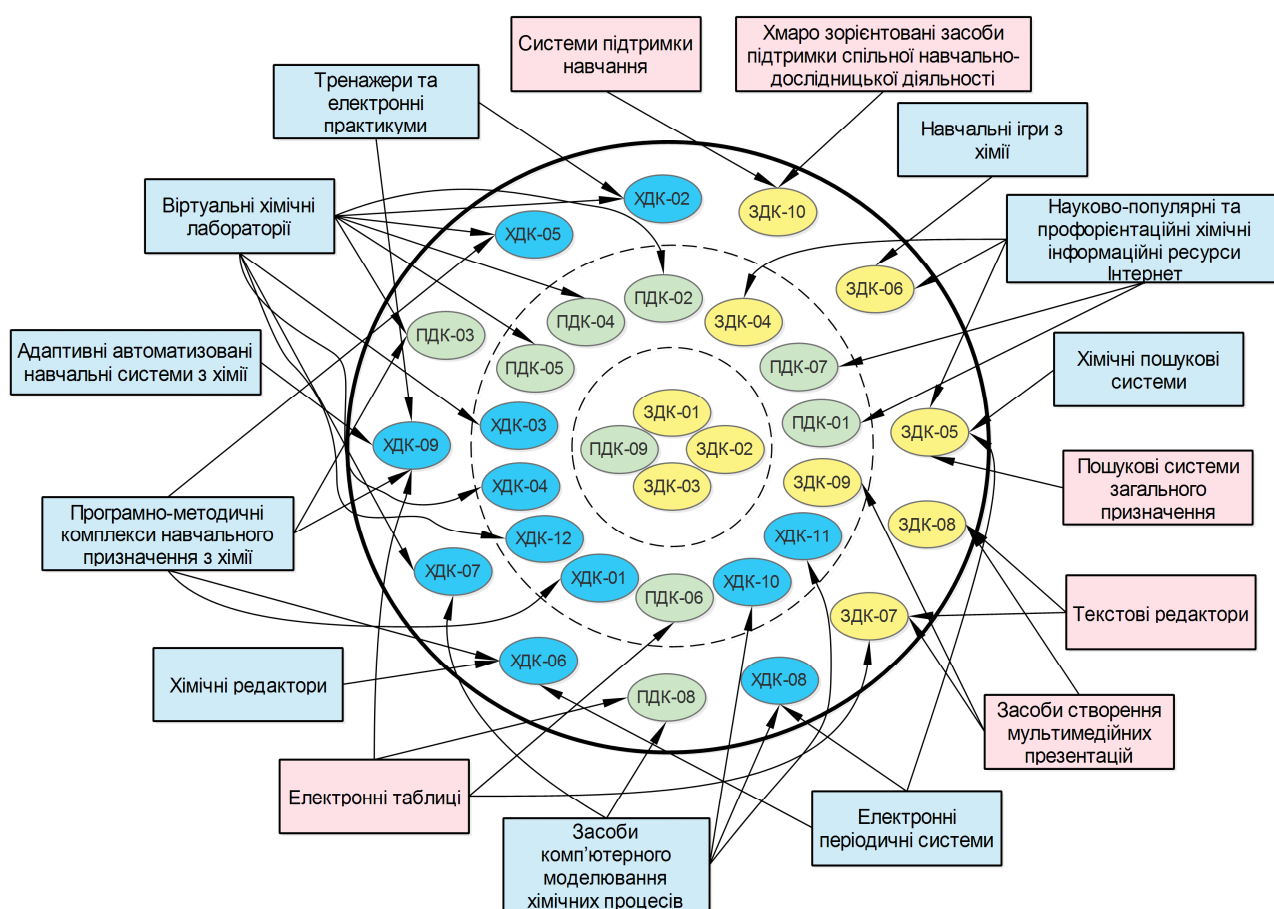 Системи підтримки
навчання
Хмаро зорієнтовані засоби
підтримки спільної навчально-
дослідницької діяльності
Тренажери та
електронні
практикуми
Навчальні ігри з
хімії
Віртуальні хімічні
лабораторії
Науково-популярні та
профорієнтаційні хімічні
інформаційні ресурси
Інтернет
Адаптивні автоматизовані
навчальні системи з хімії
Хімічні пошукові
системи
Програмно-методичні
комплекси навчального
призначення з хімії
Пошукові системи
загального
призначення
Хімічні редактори
Текстові редактори
Електронні таблиці
Засоби створення
мультимедійних
презентацій
Засоби
комп’ютерного
моделювання
хімічних процесів
Електронні
періодичні системи
ХДК-02
ЗДК-10
ХДК-05
ЗДК-06
ПДК-02
ПДК-04
ЗДК-04
ПДК-03
ПДК-05
ПДК-07
ЗДК-01
ХДК-03
ПДК-01
ЗДК-05
ХДК-09
ПДК-09
ЗДК-02
ХДК-04
ЗДК-03
ЗДК-09
ЗДК-08
ХДК-12
ХДК-11
ХДК-07
ХДК-01
ПДК-06
ХДК-10
ЗДК-07
ХДК-06
ХДК-08
ПДК-08